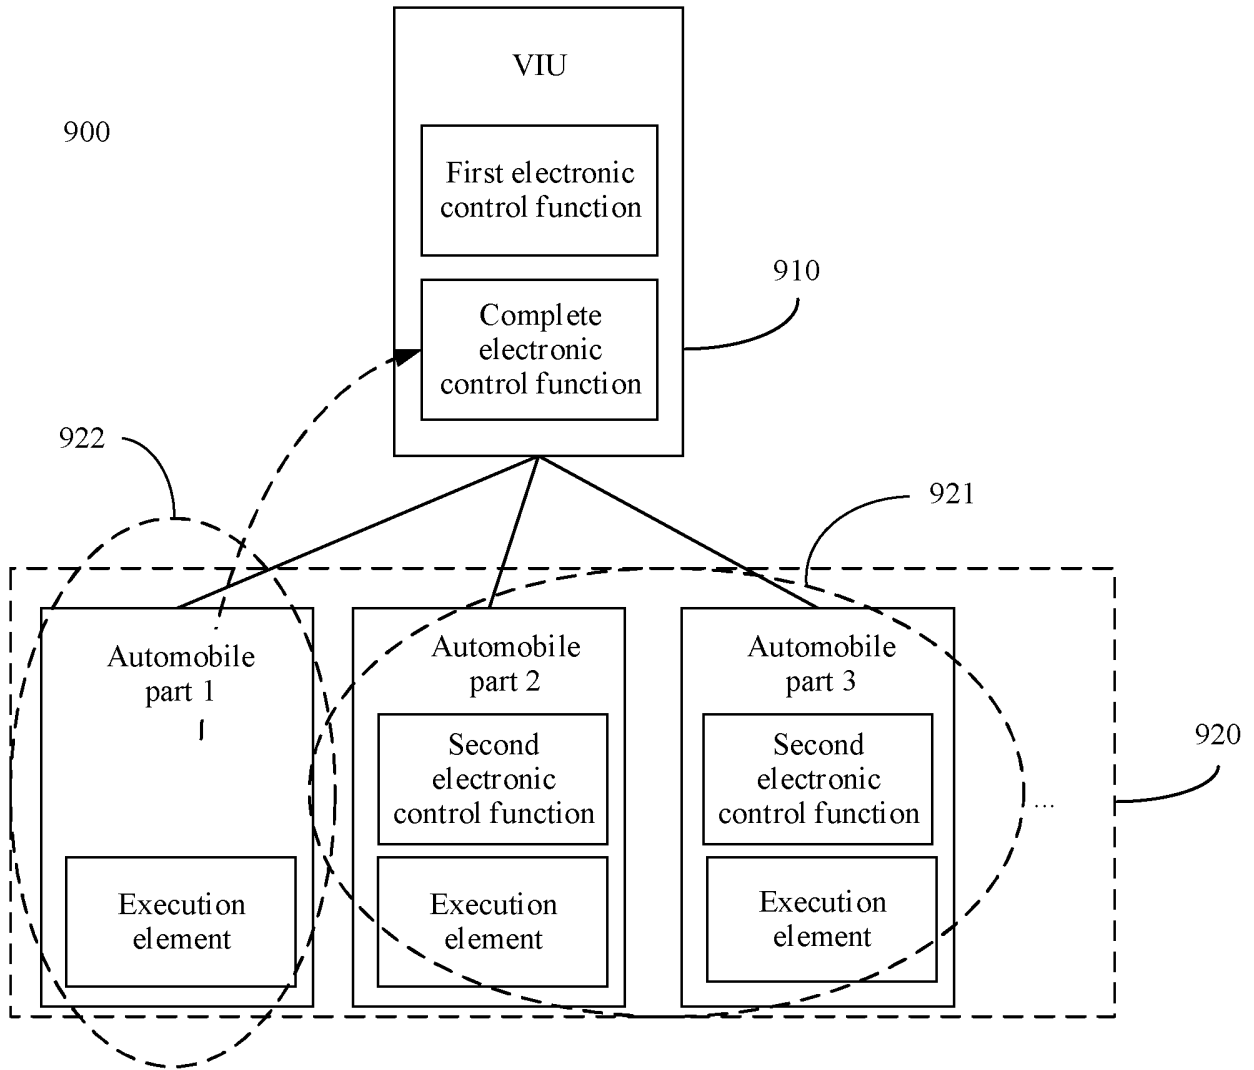 VIU
900
First electronic
control function
910
Complete
electronic
control function
922
921
Automobile
part 1
Automobile
part 2
Automobile
part 3
920
Second
electronic
control function
Second
electronic
control function
...
Execution
element
Execution
element
Execution
element